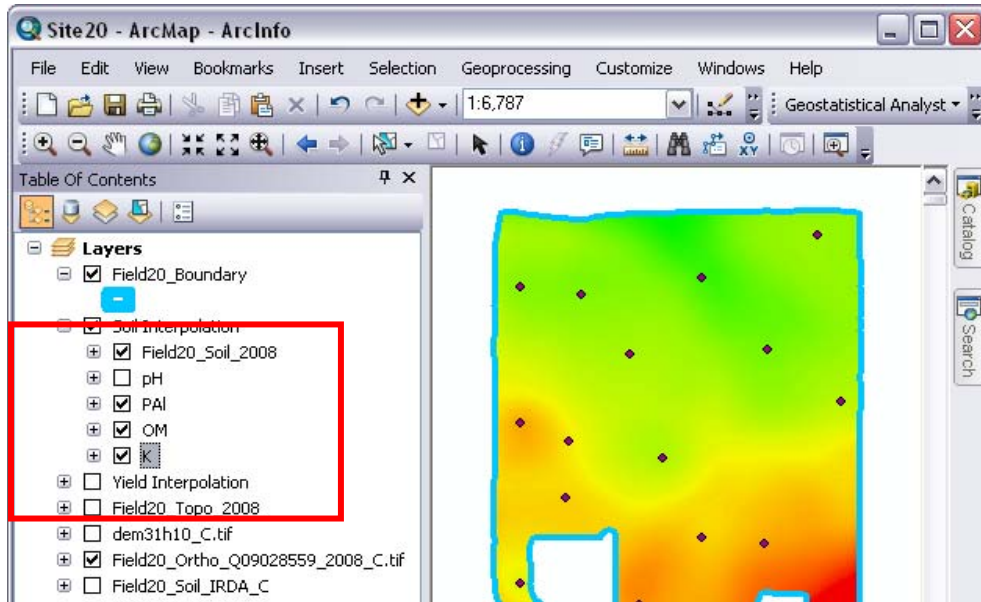 Site20 - ArcMap - ArcInfo
File Edit View Bookmarks Insert Selection Geoprocessing Customize Windows Help
1:6,787
Geostatistical Analyst
XY
Table Of Contents
Layers
Field20_Boundary
Soil Interpolation
Field20_Soil_2008
pH
PAl
OM
K
Yield Interpolation
Field20_Topo_2008
dem31h10_C.tif
Field20_Ortho_Q09028559_2008_C.tif
Field20_Soil_IRDA_C
Catalog
Search